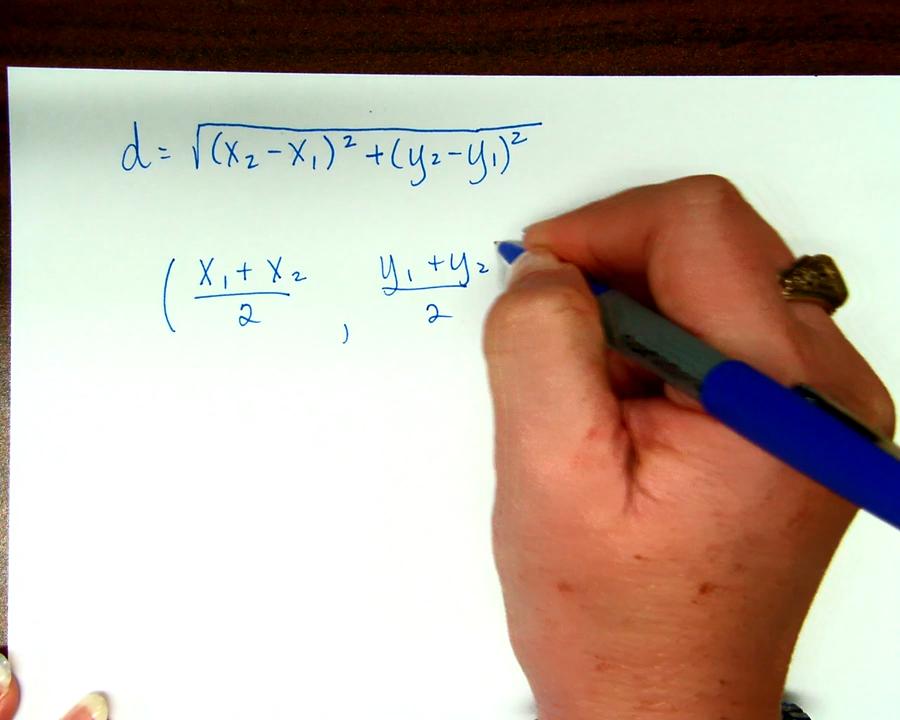 d = √(x₂ - x₁)² + (y₂ - y₁)²
( x₁ + x₂ / 2 , y₁ + y₂ / 2